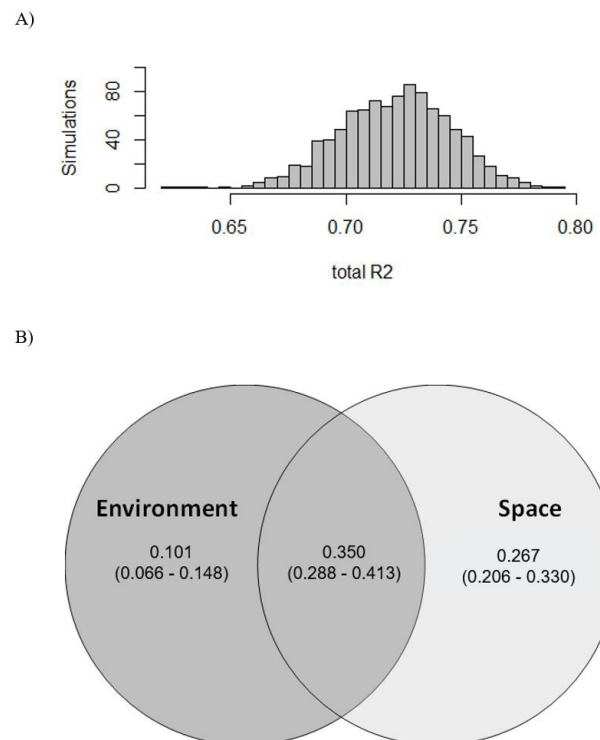 A)
80
40
0
Simulations
0.65 0.70 0.75 0.80
total R2
B)
Environment Space
0.101 0.350 0.267
(0.066 - 0.148) (0.288 - 0.413) (0.206 - 0.330)